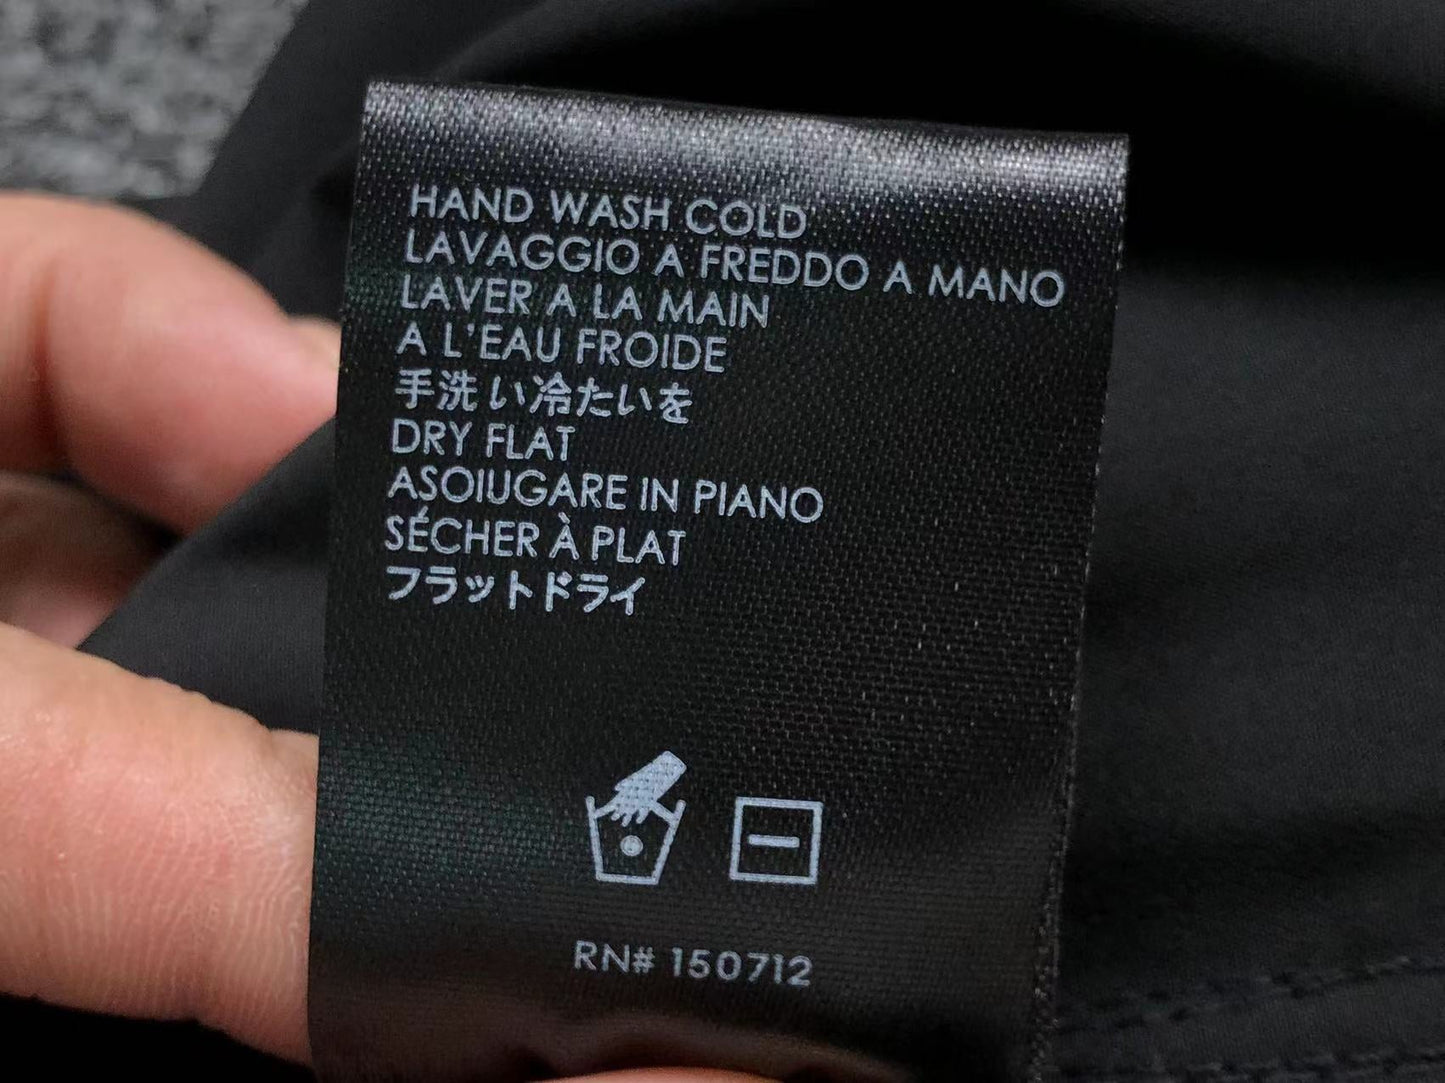 HAND WASH COLD
LAVAGGIO A FREDDO A MANO
LAVER A LA MAIN
A L'EAU FROIDE
手洗い冷たいを
DRY FLAT
ASOIUGARE IN PIANO
SÉCHER À PLAT
フラットドライ
RN# 150712